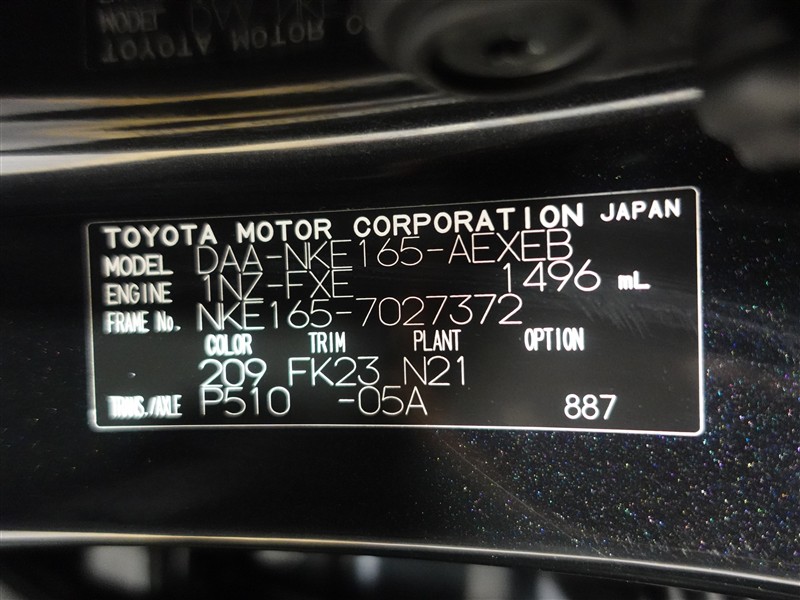 TOYOTA MOTOR CORPORATION JAPAN
MODEL DAA-NKE165-AEXEB
ENGINE 1NZ-FXE 1496 mL
FRAME No. NKE165-7027372
COLOR TRIM PLANT OPTION
209 FK23 N21
TRANS./AXLE P510 -05A 887